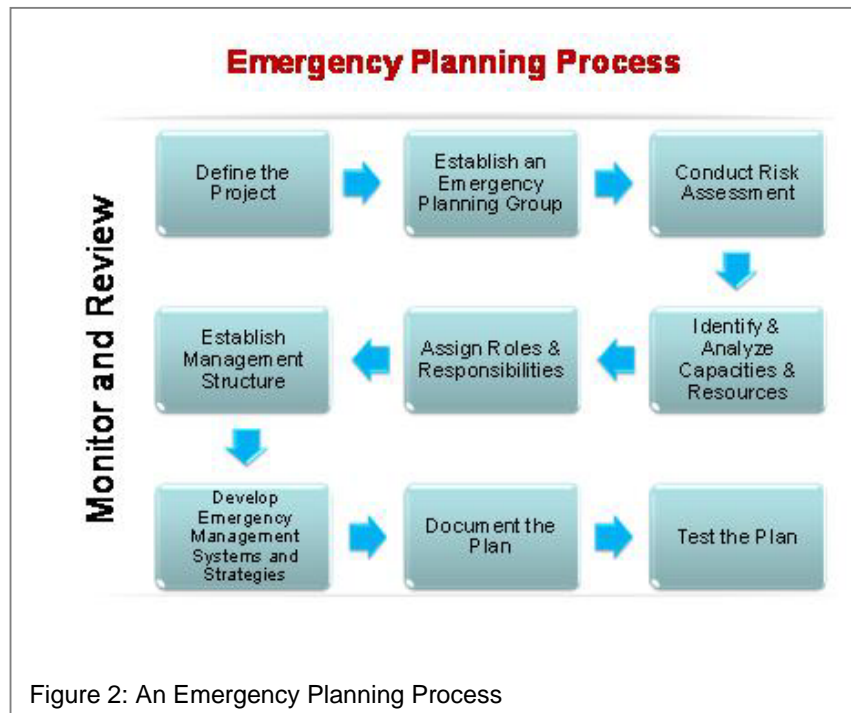 Emergency Planning Process
Monitor and Review
Define the
Project
Establish an
Emergency
Planning Group
Conduct Risk
Assessment
Identify &
Analyze
Capacities &
Resources
Assign Roles &
Responsibilities
Establish
Management
Structure
Develop
Emergency
Management
Systems and
Strategies
Document the
Plan
Test the Plan
Figure 2: An Emergency Planning Process